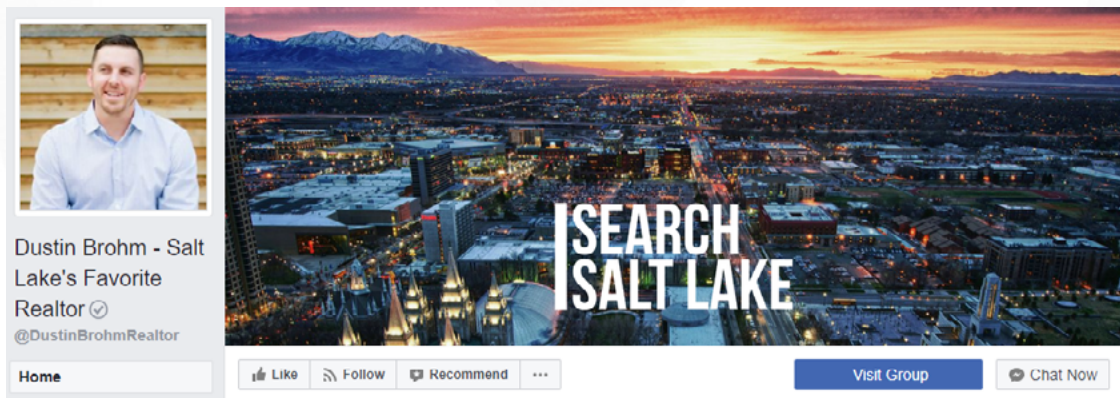 SEARCH
SALT LAKE
Dustin Brohm - Salt
Lake's Favorite
Realtor
@DustinBrohmRealtor
Home
Like Follow Recommend ...
Visit Group
Chat Now